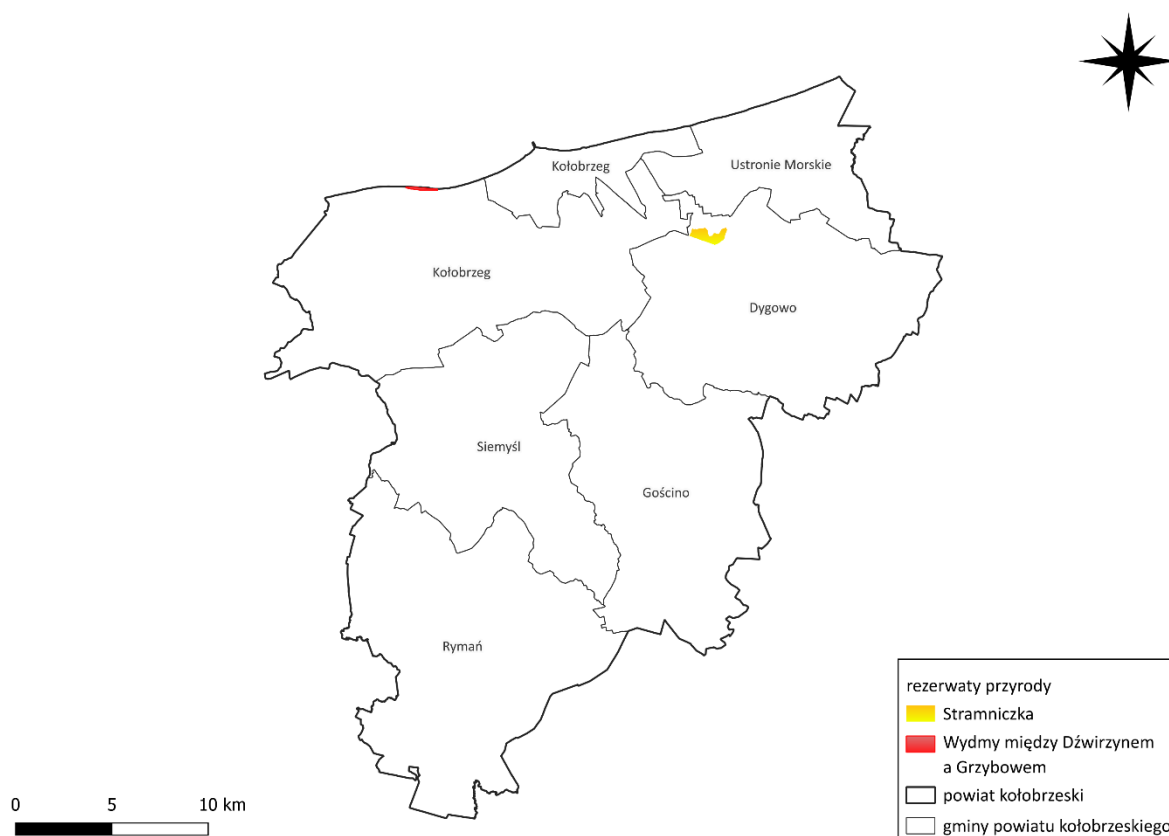 Kołobrzeg
Ustronie Morskie
Kołobrzeg
Dygowo
Siemyśl
Gościno
Rymań
rezerwaty przyrody
Stramniczka
Wydmy między Dźwirzynem
a Grzybowem
powiat kołobrzeski
gminy powiatu kołobrzeskiego
0 5 10 km